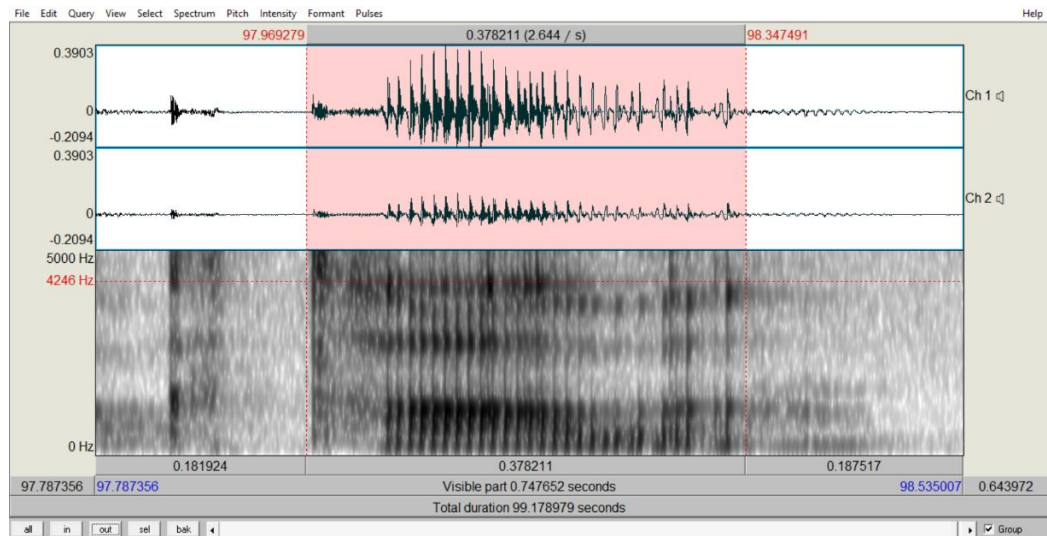 File Edit Query View Select Spectrum Pitch Intensity Formant Pulses Help
97.969279 0.378211 (2.644 / s) 98.347491
0.3903
0
-0.2094
Ch 1
0.3903
0
-0.2094
Ch 2
5000 Hz
4246 Hz
0 Hz
0.181924 0.378211 0.187517
97.787356 97.787356 Visible part 0.747652 seconds 98.535007 0.643972
Total duration 99.178979 seconds
all in out sel bak Group